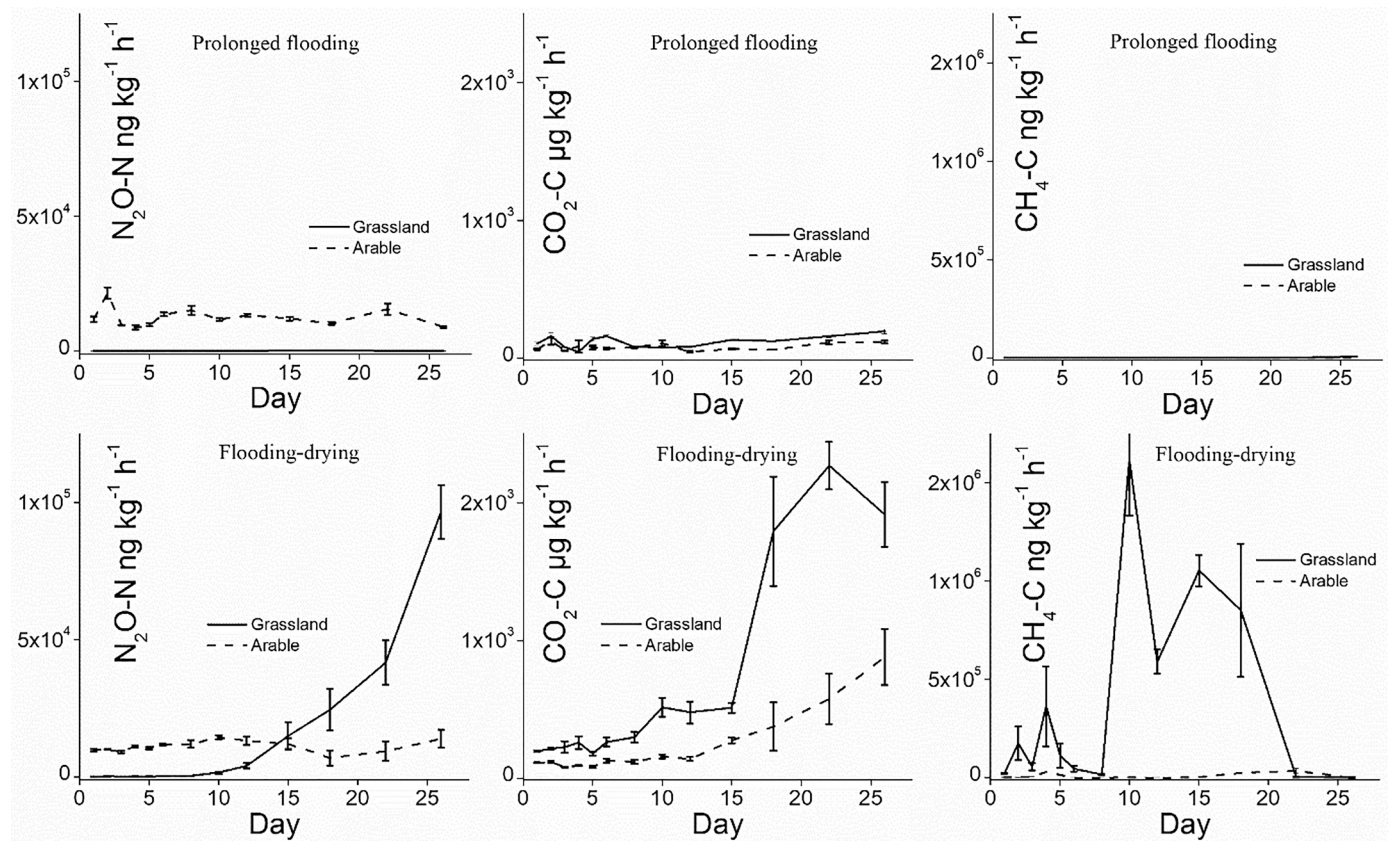 Prolonged flooding
N2O-N ng kg-1 h-1
1x10^5
5x10^4
0
Grassland
Arable
0 5 10 15 20 25
Day
Prolonged flooding
CO2-C µg kg-1 h-1
2x10^3
1x10^3
0
Grassland
Arable
0 5 10 15 20 25
Day
Prolonged flooding
CH4-C ng kg-1 h-1
2x10^6
1x10^6
5x10^5
0
Grassland
Arable
0 5 10 15 20 25
Day
Flooding-drying
N2O-N ng kg-1 h-1
1x10^5
5x10^4
0
Grassland
Arable
0 5 10 15 20 25
Day
Flooding-drying
CO2-C µg kg-1 h-1
2x10^3
1x10^3
0
Grassland
Arable
0 5 10 15 20 25
Day
Flooding-drying
CH4-C ng kg-1 h-1
2x10^6
1x10^6
5x10^5
0
Grassland
Arable
0 5 10 15 20 25
Day